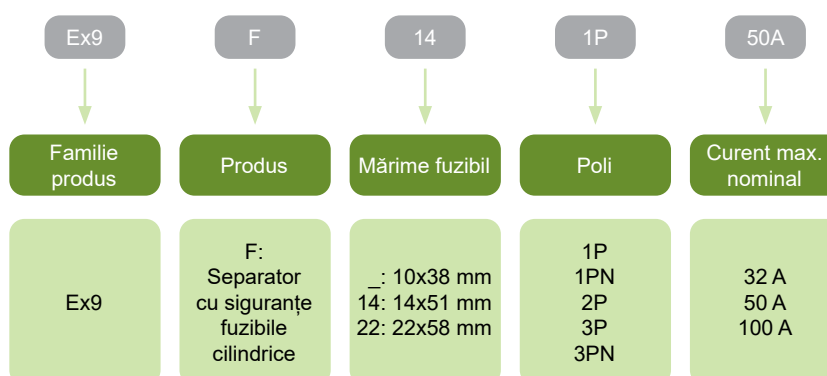 Ex9
F
14
1P
50A
Familie
produs
Produs
Mărime fuzibil
Poli
Curent max.
nominal
Ex9
F:
Separator
cu siguranțe
fuzibile
cilindrice
_: 10x38 mm
14: 14x51 mm
22: 22x58 mm
1P
1PN
2P
3P
3PN
32 A
50 A
100 A